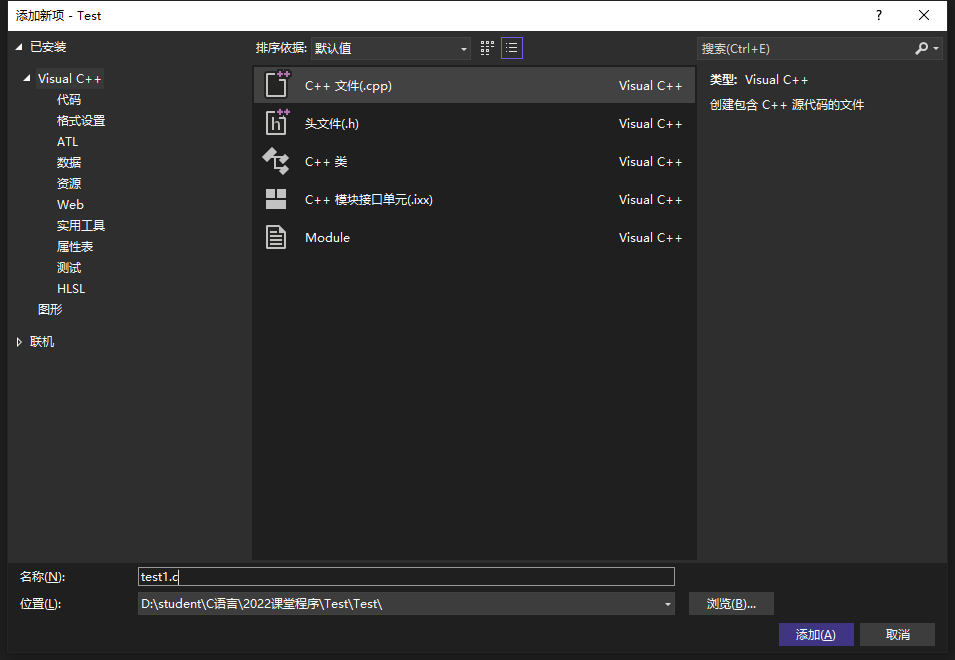 添加新项 - Test
?
已安装
排序依据: 默认值
搜索(Ctrl+E)
Visual C++
代码
格式设置
ATL
数据
资源
Web
实用工具
属性表
测试
HLSL
图形
联机
C++ 文件(.cpp) Visual C++
头文件(.h) Visual C++
C++ 类 Visual C++
C++ 模块接口单元(.ixx) Visual C++
Module Visual C++
类型: Visual C++
创建包含 C++ 源代码的文件
名称(N): test1.c
位置(L): D:\student\C语言\2022课堂程序\Test\Test\ 浏览(B)...
添加(A) 取消